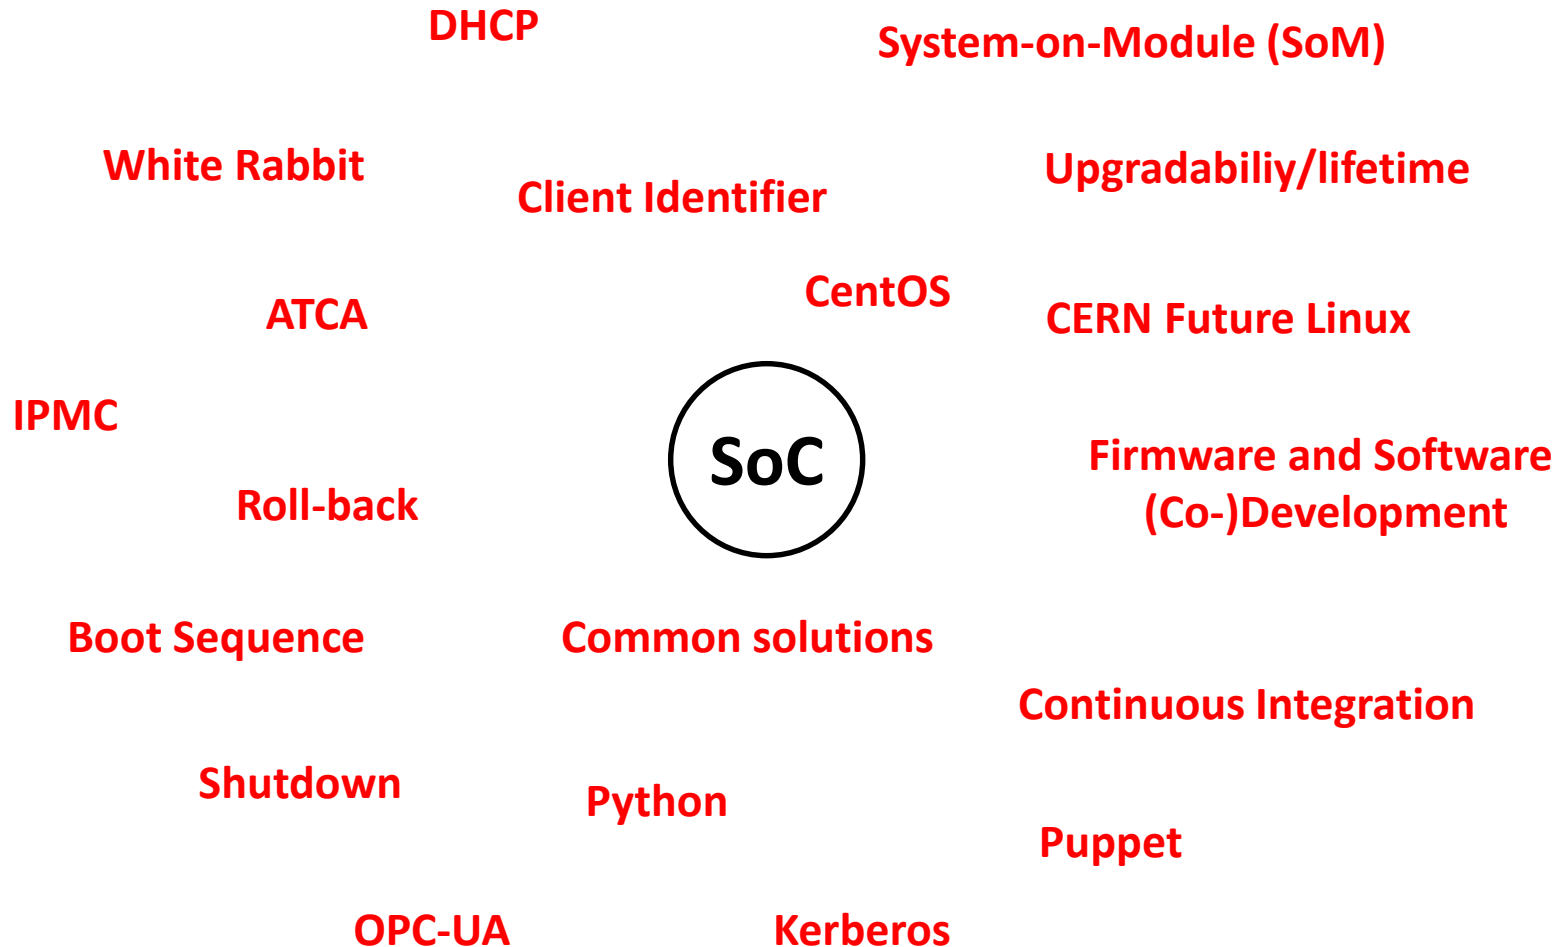 DHCP
System-on-Module (SoM)
White Rabbit
Upgradabiliy/lifetime
Client Identifier
CentOS
ATCA
CERN Future Linux
IPMC
SoC
Firmware and Software
(Co-)Development
Roll-back
Boot Sequence
Common solutions
Continuous Integration
Shutdown
Python
Puppet
OPC-UA
Kerberos